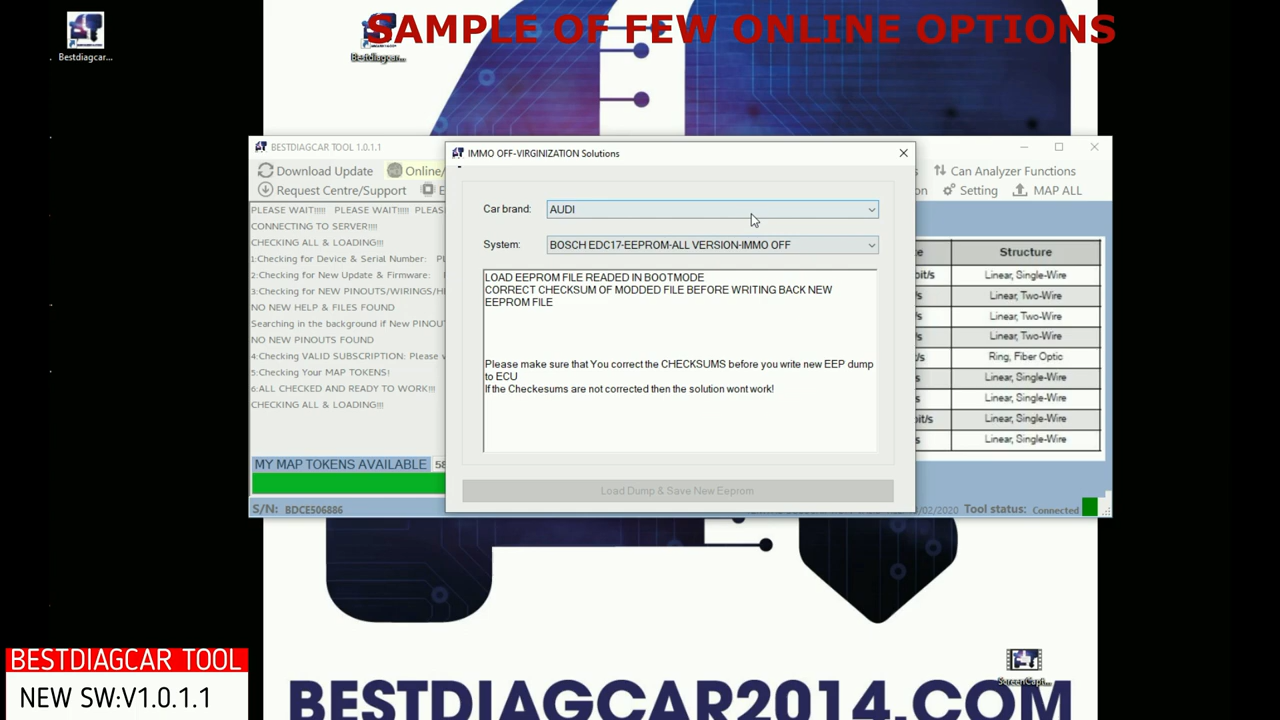 SAMPLE OF FEW ONLINE OPTIONS
Bestdiagcar...
Bestdiagcar...
BESTDIAGCAR TOOL 1.0.1.1
Download Update
Online/
Can Analyzer Functions
Request Centre/Support
Setting
MAP ALL
PLEASE WAIT!!!!! PLEASE WAIT!!!!! PLEAS
CONNECTING TO SERVER!!!!
CHECKING ALL & LOADING!!!
1:Checking for Device & Serial Number:
2:Checking for New Update & Firmware:
3:Checking for NEW PINOUTS/WIRINGS/H
NO NEW HELP & FILES FOUND
Searching in the background if New PINOU
NO NEW PINOUTS FOUND
4:Checking VALID SUBSCRIPTION: Please
5:Checking Your MAP TOKENS!
6:ALL CHECKED AND READY TO WORK!!!
CHECKING ALL & LOADING!!!
MY MAP TOKENS AVAILABLE 58
S/N: BDCE506886
IMMO OFF-VIRGINIZATION Solutions
Car brand: AUDI
System: BOSCH EDC17-EEPROM-ALL VERSION-IMMO OFF
LOAD EEPROM FILE READED IN BOOTMODE
CORRECT CHECKSUM OF MODDED FILE BEFORE WRITING BACK NEW
EEPROM FILE
Please make sure that You correct the CHECKSUMS before you write new EEP dump
to ECU
If the Checkesums are not corrected then the solution wont work!
Load Dump & Save New Eeprom
Structure
bit/s Linear, Single-Wire
Linear, Two-Wire
Linear, Two-Wire
Linear, Two-Wire
Ring, Fiber Optic
Linear, Single-Wire
Linear, Single-Wire
bit/s Linear, Single-Wire
Linear, Single-Wire
/02/2020 Tool status: Connected
ScreenCapt...
BESTDIAGCAR TOOL
NEW SW:V1.0.1.1
BESTDIAGCAR2014.COM